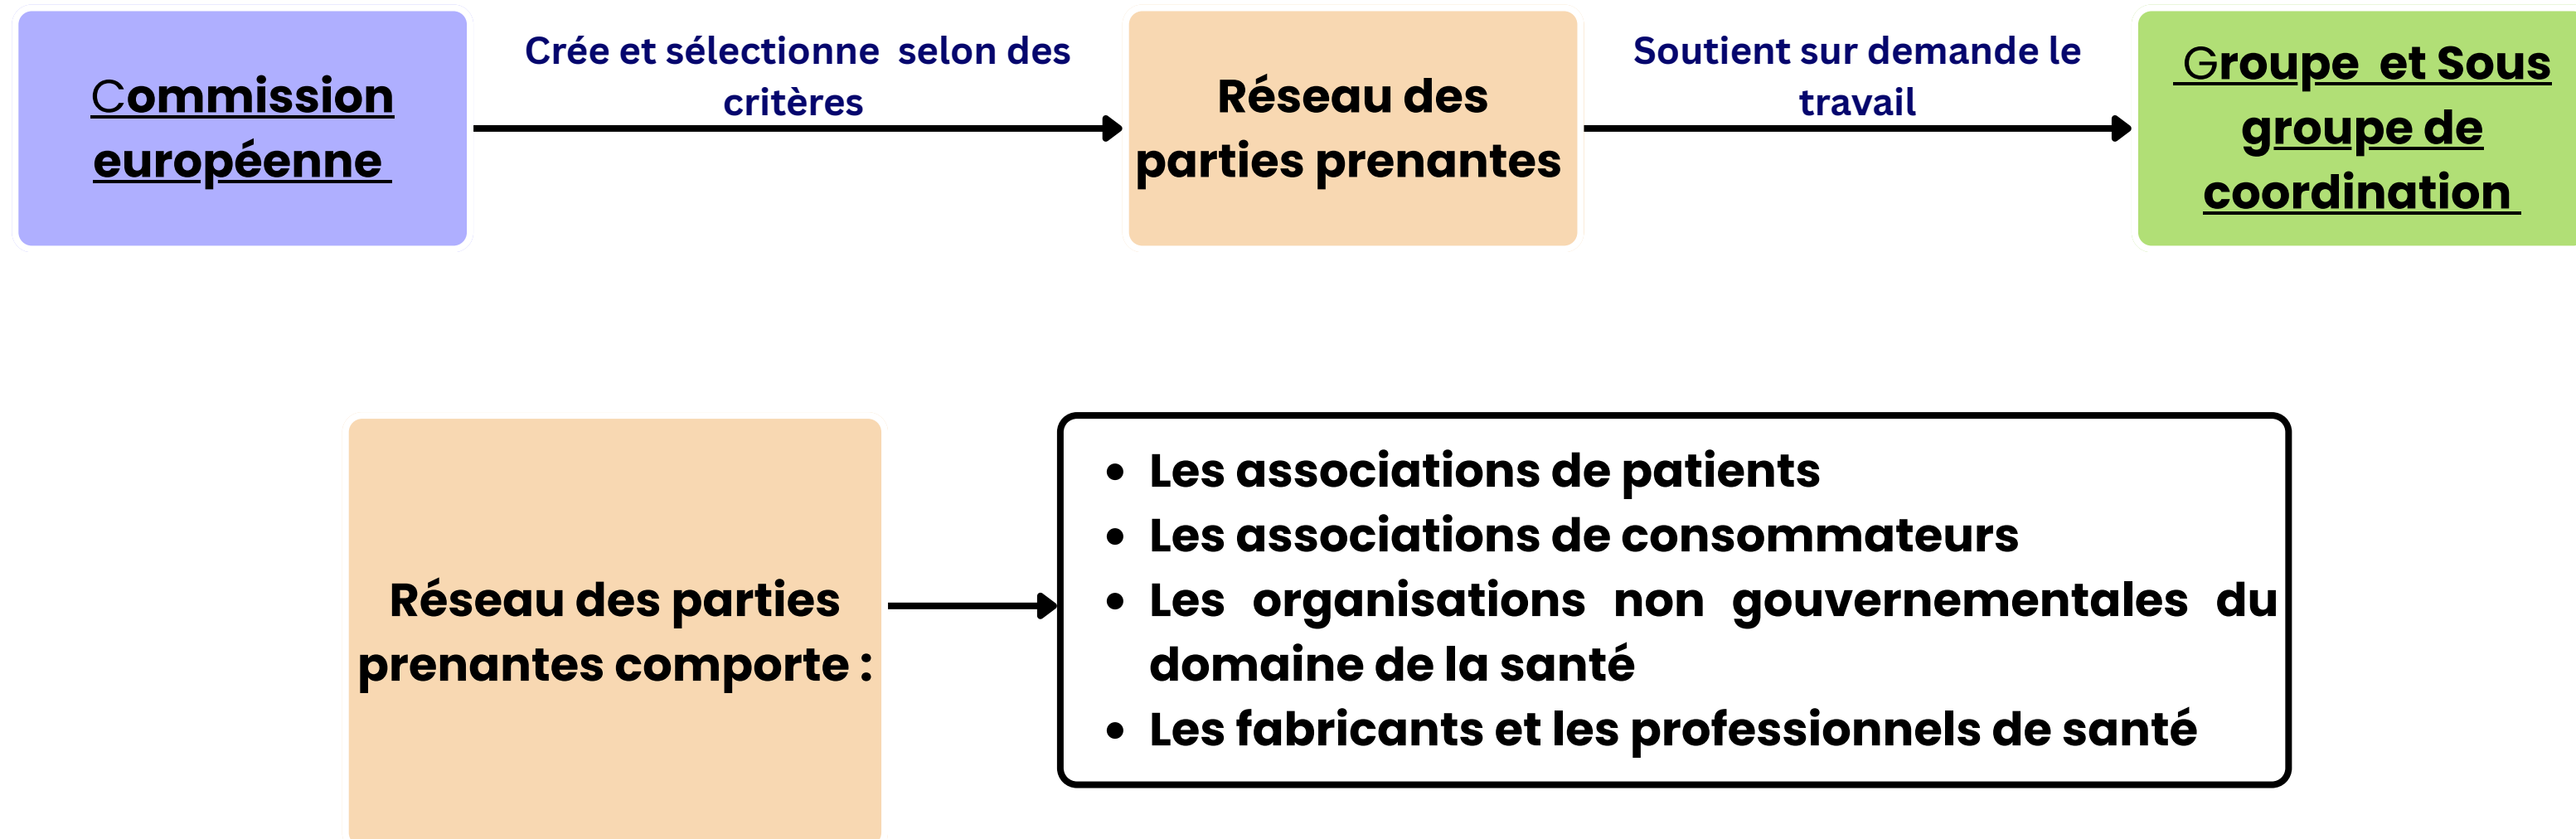 Commission
européenne
Crée et sélectionne selon des
critères
Réseau des
parties prenantes
Soutient sur demande le
travail
Groupe et Sous
groupe de
coordination
Réseau des parties
prenantes comporte :
• Les associations de patients
• Les associations de consommateurs
• Les organisations non gouvernementales du
domaine de la santé
• Les fabricants et les professionnels de santé